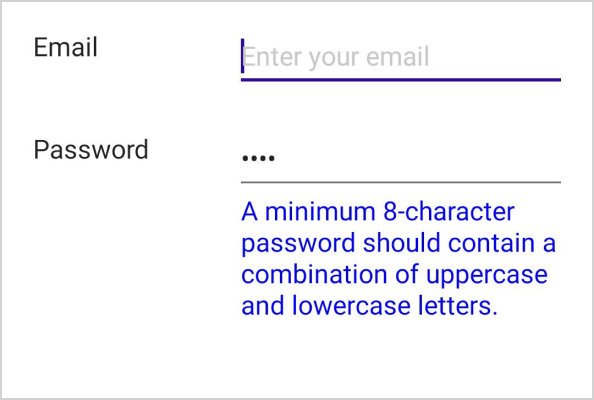 Email
Enter your email
Password
••••
A minimum 8-character
password should contain a
combination of uppercase
and lowercase letters.